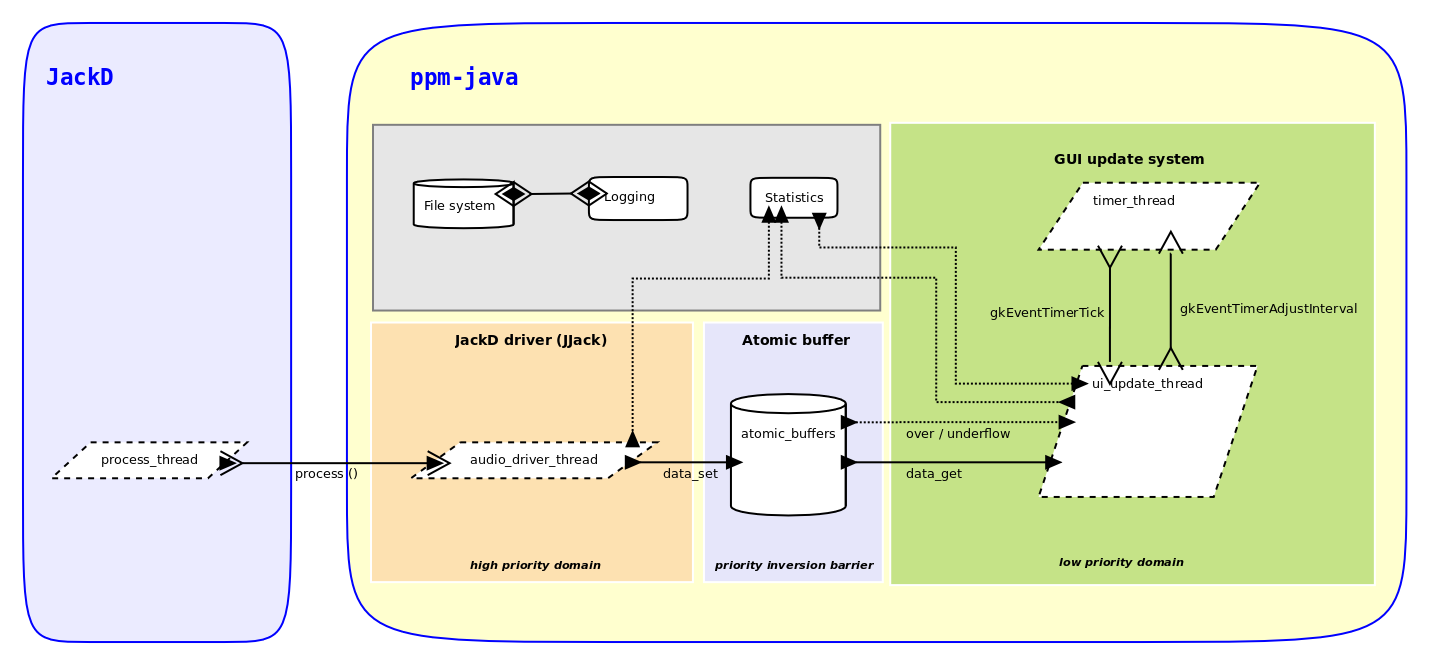 JackD
ppm-java
File system
Logging
Statistics
GUI update system
timer_thread
gkEventTimerTick
gkEventTimerAdjustInterval
ui_update_thread
JackD driver (JJack)
Atomic buffer
process_thread
process ()
audio_driver_thread
data_set
atomic_buffers
over / underflow
data_get
high priority domain
priority inversion barrier
low priority domain